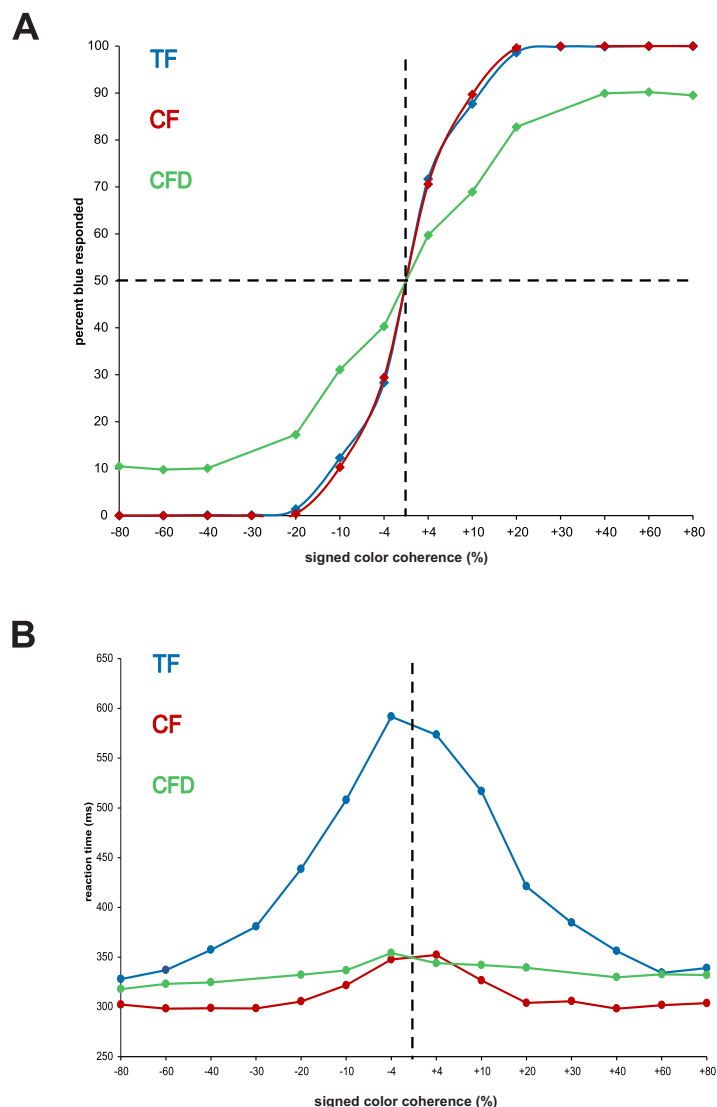 A
TF
CF
CFD
percent blue responded
100
90
80
70
60
50
40
30
20
10
0
-80 -60 -40 -30 -20 -10 -4 +4 +10 +20 +30 +40 +60 +80
signed color coherence (%)
B
TF
CF
CFD
reaction time (ms)
650
600
550
500
450
400
350
300
250
-80 -60 -40 -30 -20 -10 -4 +4 +10 +20 +30 +40 +60 +80
signed color coherence (%)